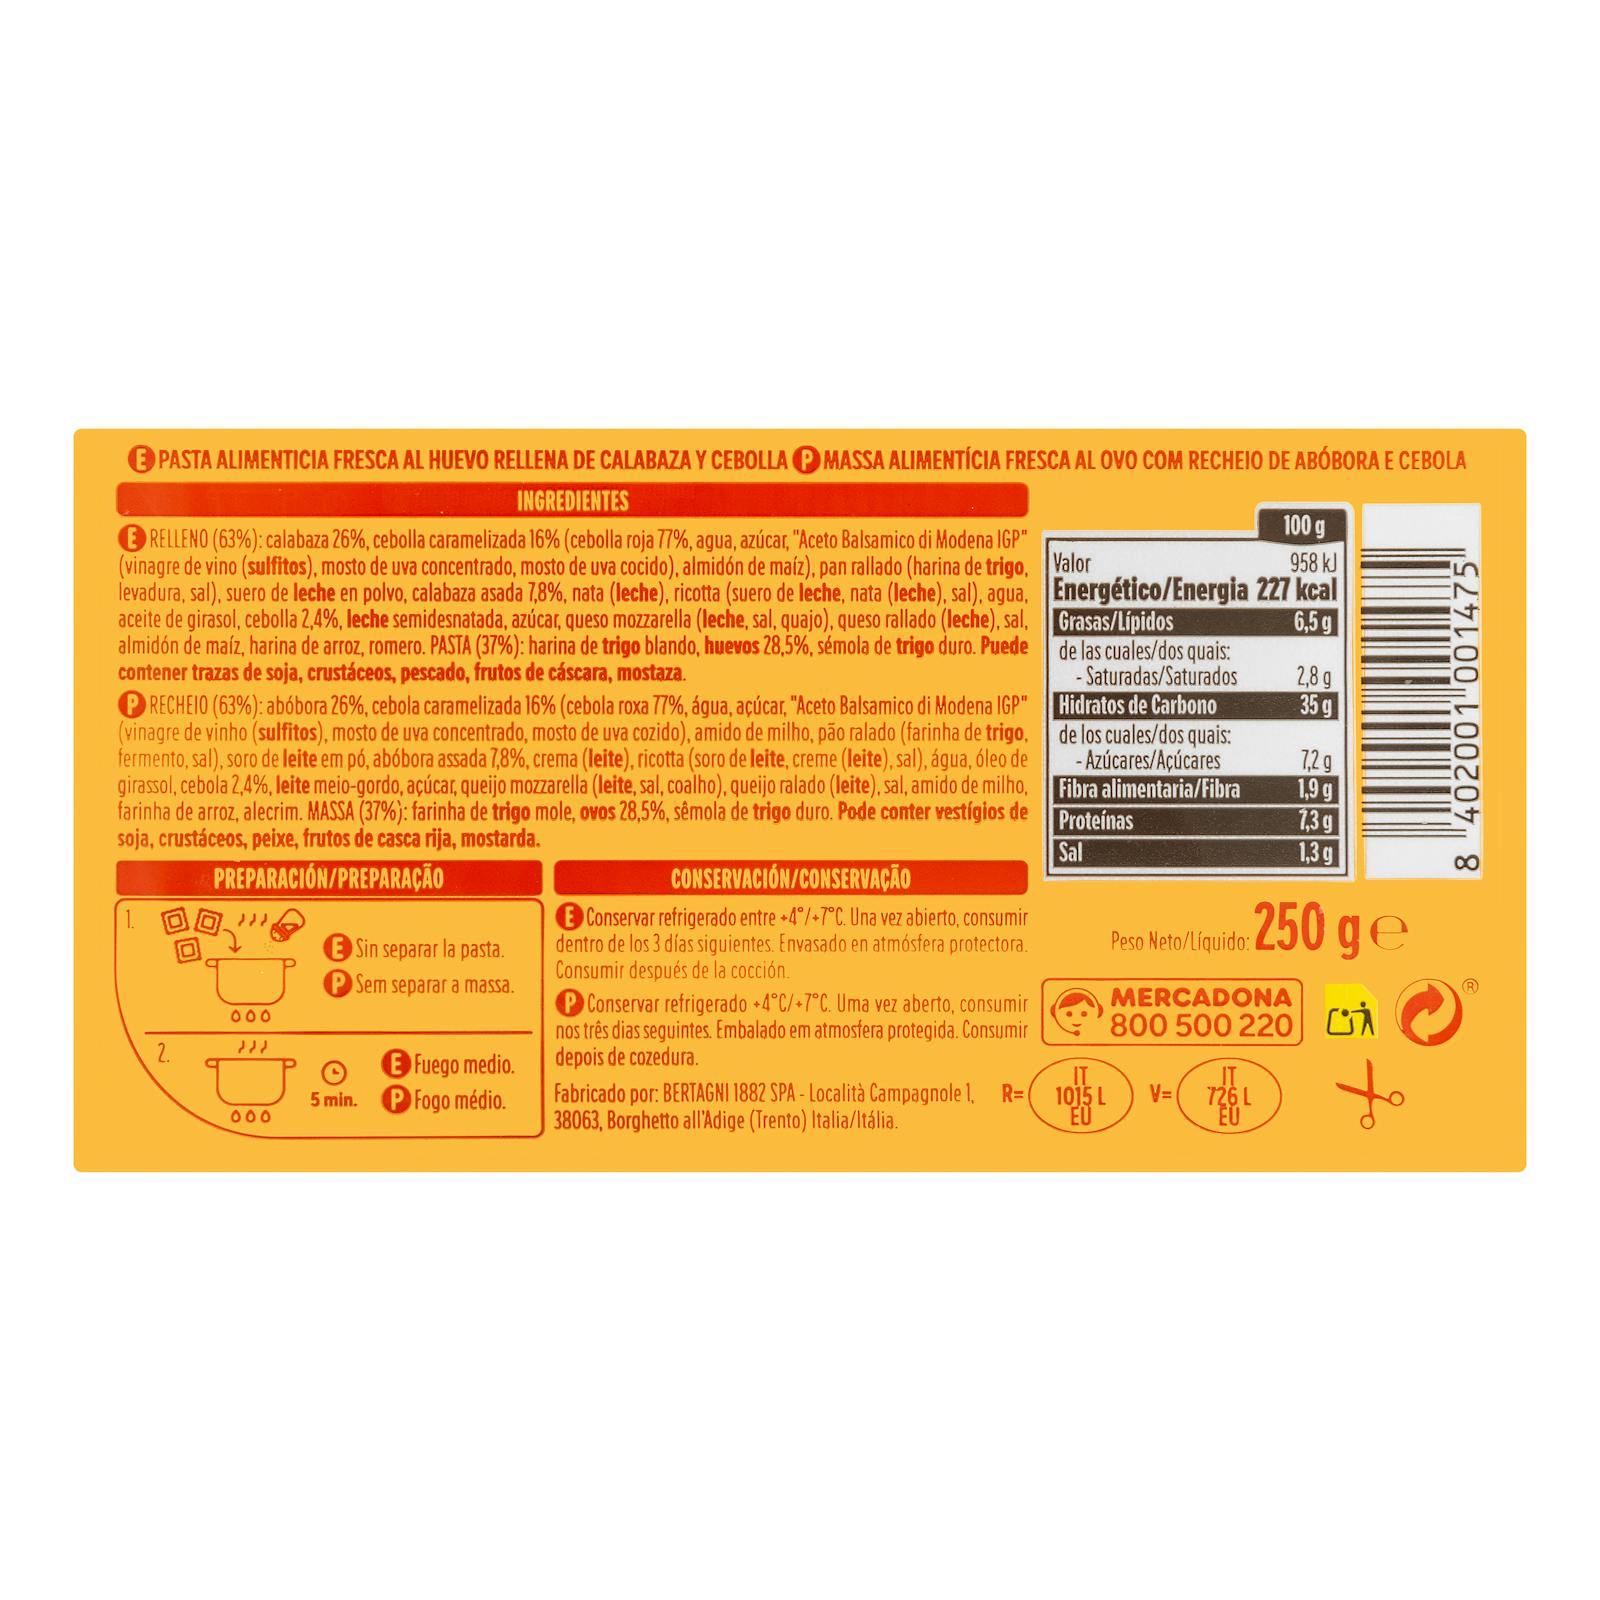 E PASTA ALIMENTICIA FRESCA AL HUEVO RELLENA DE CALABAZA Y CEBOLLA P MASSA ALIMENTÍCIA FRESCA AL OVO COM RECHEIO DE ABÓBORA E CEBOLA
INGREDIENTES
E RELLENO (63%): calabaza 26%, cebolla caramelizada 16% (cebolla roja 77%, agua, azúcar, "Aceto Balsamico di Modena IGP"
(vinagre de vino (sulfitos), mosto de uva concentrado, mosto de uva cocido), almidón de maíz), pan rallado (harina de trigo,
levadura, sal), suero de leche en polvo, calabaza asada 7,8%, nata (leche), ricotta (suero de leche, nata (leche), sal), agua,
aceite de girasol, cebolla 2,4%, leche semidesnatada, azúcar, queso mozzarella (leche, sal, quajo), queso rallado (leche), sal,
almidón de maíz, harina de arroz, romero. PASTA (37%): harina de trigo blando, huevos 28,5%, sémola de trigo duro. Puede
contener trazas de soja, crustáceos, pescado, frutos de cáscara, mostaza.
P RECHEIO (63%): abóbora 26%, cebola caramelizada 16% (cebola roxa 77%, água, açúcar, "Aceto Balsamico di Modena IGP"
(vinagre de vinho (sulfitos), mosto de uva concentrado, mosto de uva cozido), amido de milho, pão ralado (farinha de trigo,
fermento, sal), soro de leite em pó, abóbora assada 7,8%, crema (leite), ricotta (soro de leite, creme (leite), sal), água, óleo de
girassol, cebola 2,4%, leite meio-gordo, açúcar, queijo mozzarella (leite, sal, coalho), queijo ralado (leite), sal, amido de milho,
farinha de arroz, alecrim. MASSA (37%): farinha de trigo mole, ovos 28,5%, sêmola de trigo duro. Pode conter vestígios de
soja, crustáceos, peixe, frutos de casca rija, mostarda.
PREPARACIÓN/PREPARAÇÃO
1.
E Sin separar la pasta.
P Sem separar a massa.
2.
5 min.
E Fuego medio.
P Fogo médio.
CONSERVACIÓN/CONSERVAÇÃO
E Conservar refrigerado entre +4°/+7°C. Una vez abierto, consumir
dentro de los 3 días siguientes. Envasado en atmósfera protectora.
Consumir después de la cocción.
P Conservar refrigerado +4°C/+7°C. Uma vez aberto, consumir
nos três dias seguintes. Embalado em atmosfera protegida. Consumir
depois de cozedura.
Fabricado por: BERTAGNI 1882 SPA - Località Campagnole 1,
38063, Borghetto all'Adige (Trento) Italia/Itália.
R= IT
1015 L
EU
V= IT
726 L
EU
100 g
Valor 958 kJ
Energético/Energia 227 kcal
Grasas/Lípidos 6,5 g
de las cuales/dos quais:
- Saturadas/Saturados 2,8 g
Hidratos de Carbono 35 g
de los cuales/dos quais:
- Azúcares/Açúcares 7,2 g
Fibra alimentaria/Fibra 1,9 g
Proteínas 7,3 g
Sal 1,3 g
8 402001 001475
Peso Neto/Líquido: 250 g e
MERCADONA
800 500 220
®